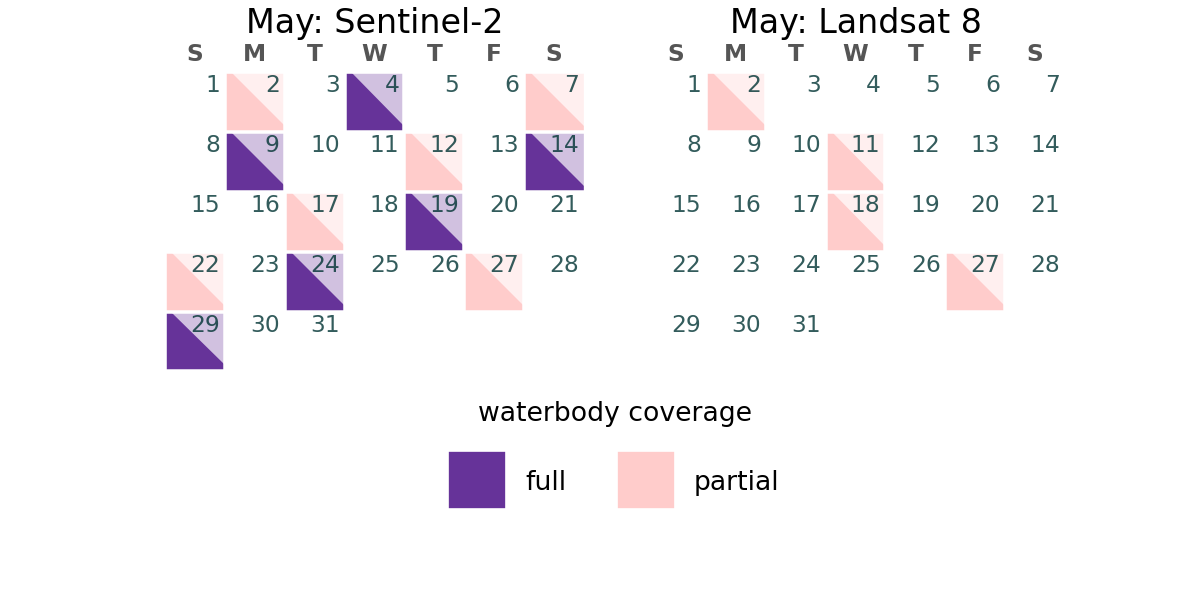 May: Sentinel-2
S M T W T F S
1 2 3 4 5 6 7
8 9 10 11 12 13 14
15 16 17 18 19 20 21
22 23 24 25 26 27 28
29 30 31
May: Landsat 8
S M T W T F S
1 2 3 4 5 6 7
8 9 10 11 12 13 14
15 16 17 18 19 20 21
22 23 24 25 26 27 28
29 30 31
waterbody coverage
full
partial